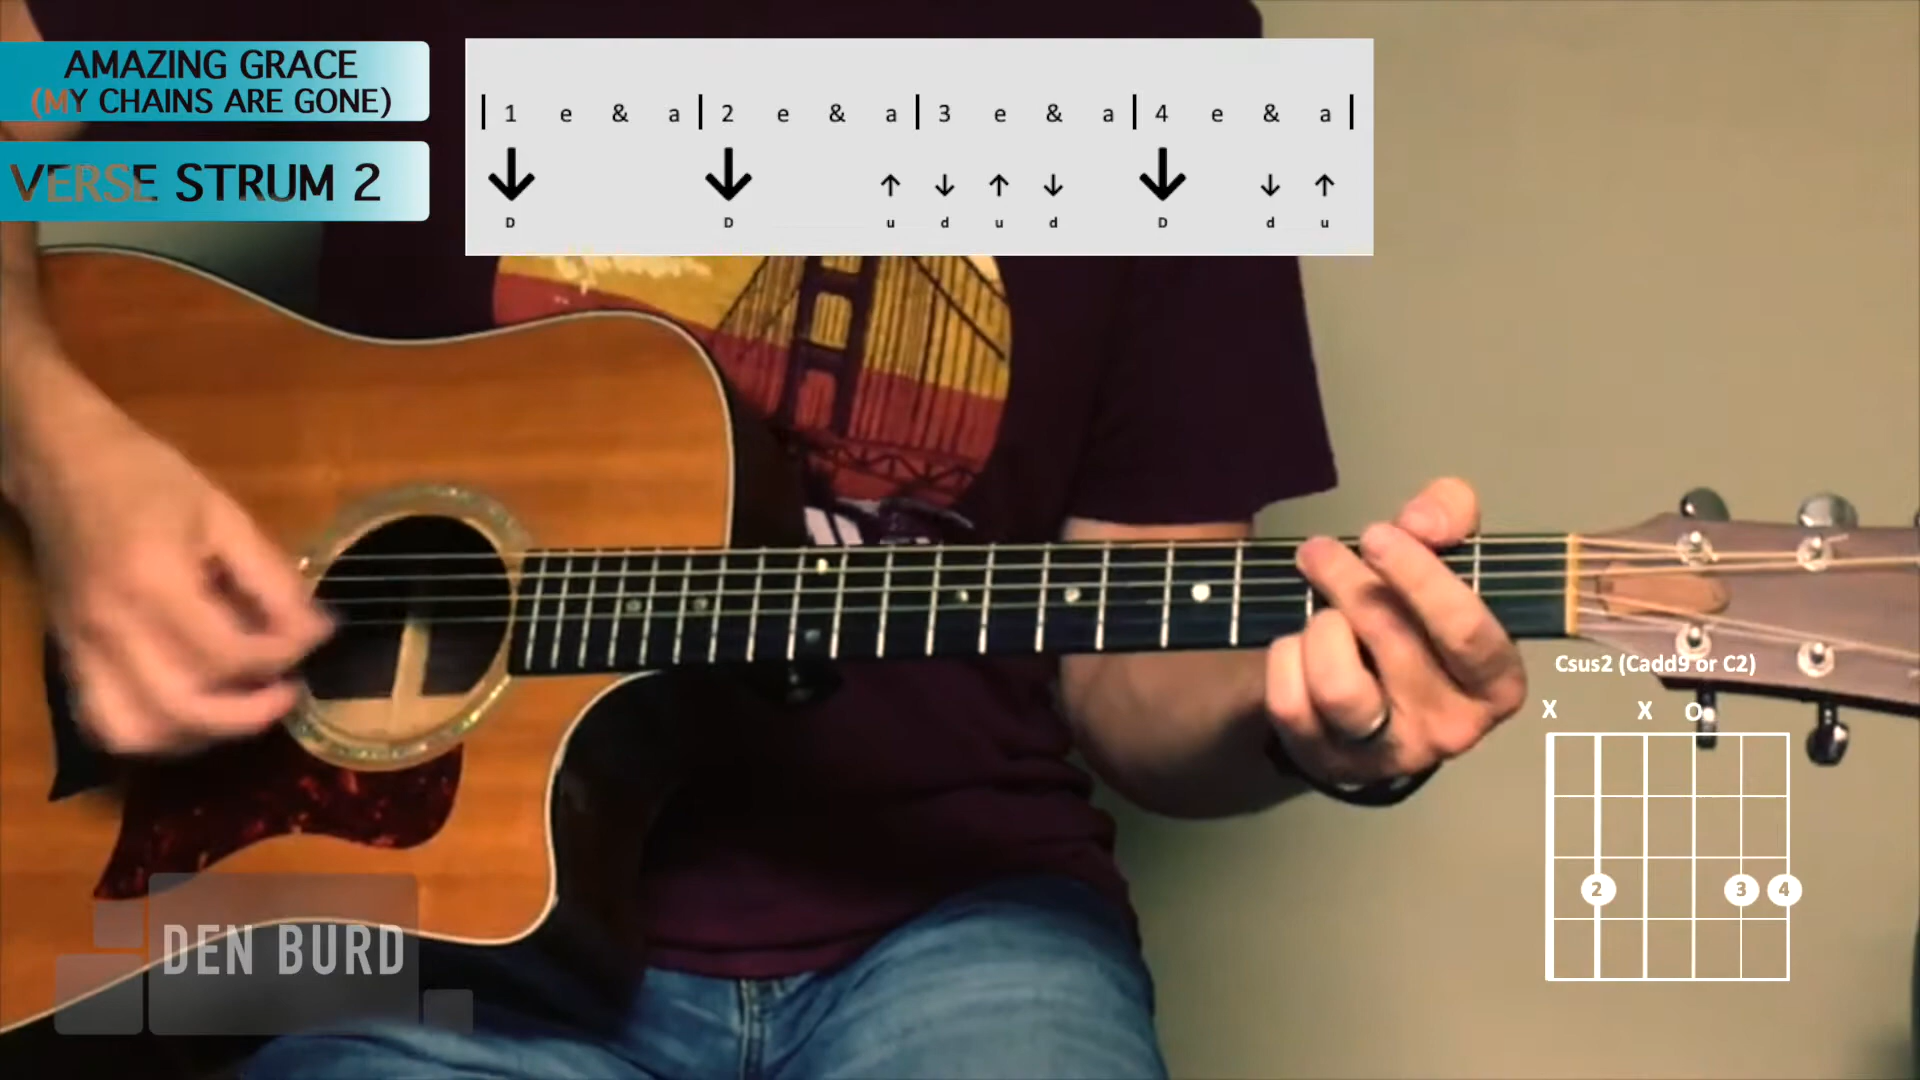 AMAZING GRACE
(MY CHAINS ARE GONE)
VERSE STRUM 2
| 1 e & a | 2 e & a | 3 e & a | 4 e & a |
D D u d u d D d u
Csus2 (Cadd9 or C2)
X X O
2 3 4
DEN BURD